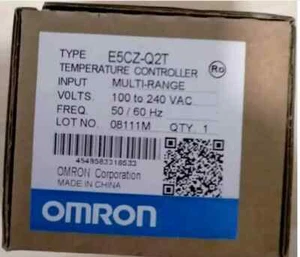 TYPE E5CZ-Q2T
TEMPERATURE CONTROLLER
INPUT MULTI-RANGE
VOLTS. 100 to 240 VAC
FREQ. 50 / 60 Hz
LOT NO. 08111M QTY 1
4549583318533
OMRON Corporation
MADE IN CHINA
OMRON